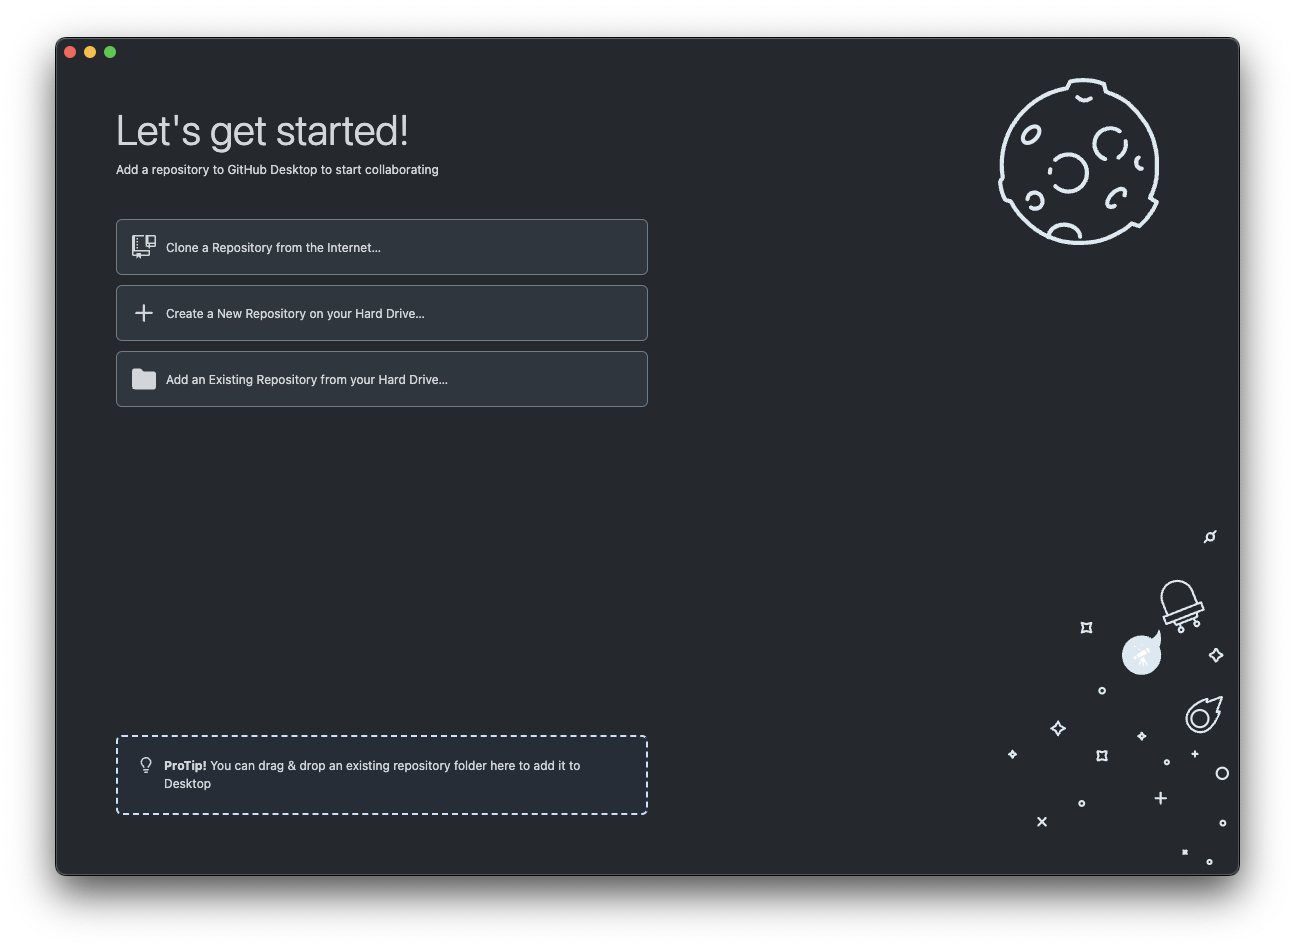 Let's get started!
Add a repository to GitHub Desktop to start collaborating
Clone a Repository from the Internet...
Create a New Repository on your Hard Drive...
Add an Existing Repository from your Hard Drive...
ProTip! You can drag & drop an existing repository folder here to add it to
Desktop